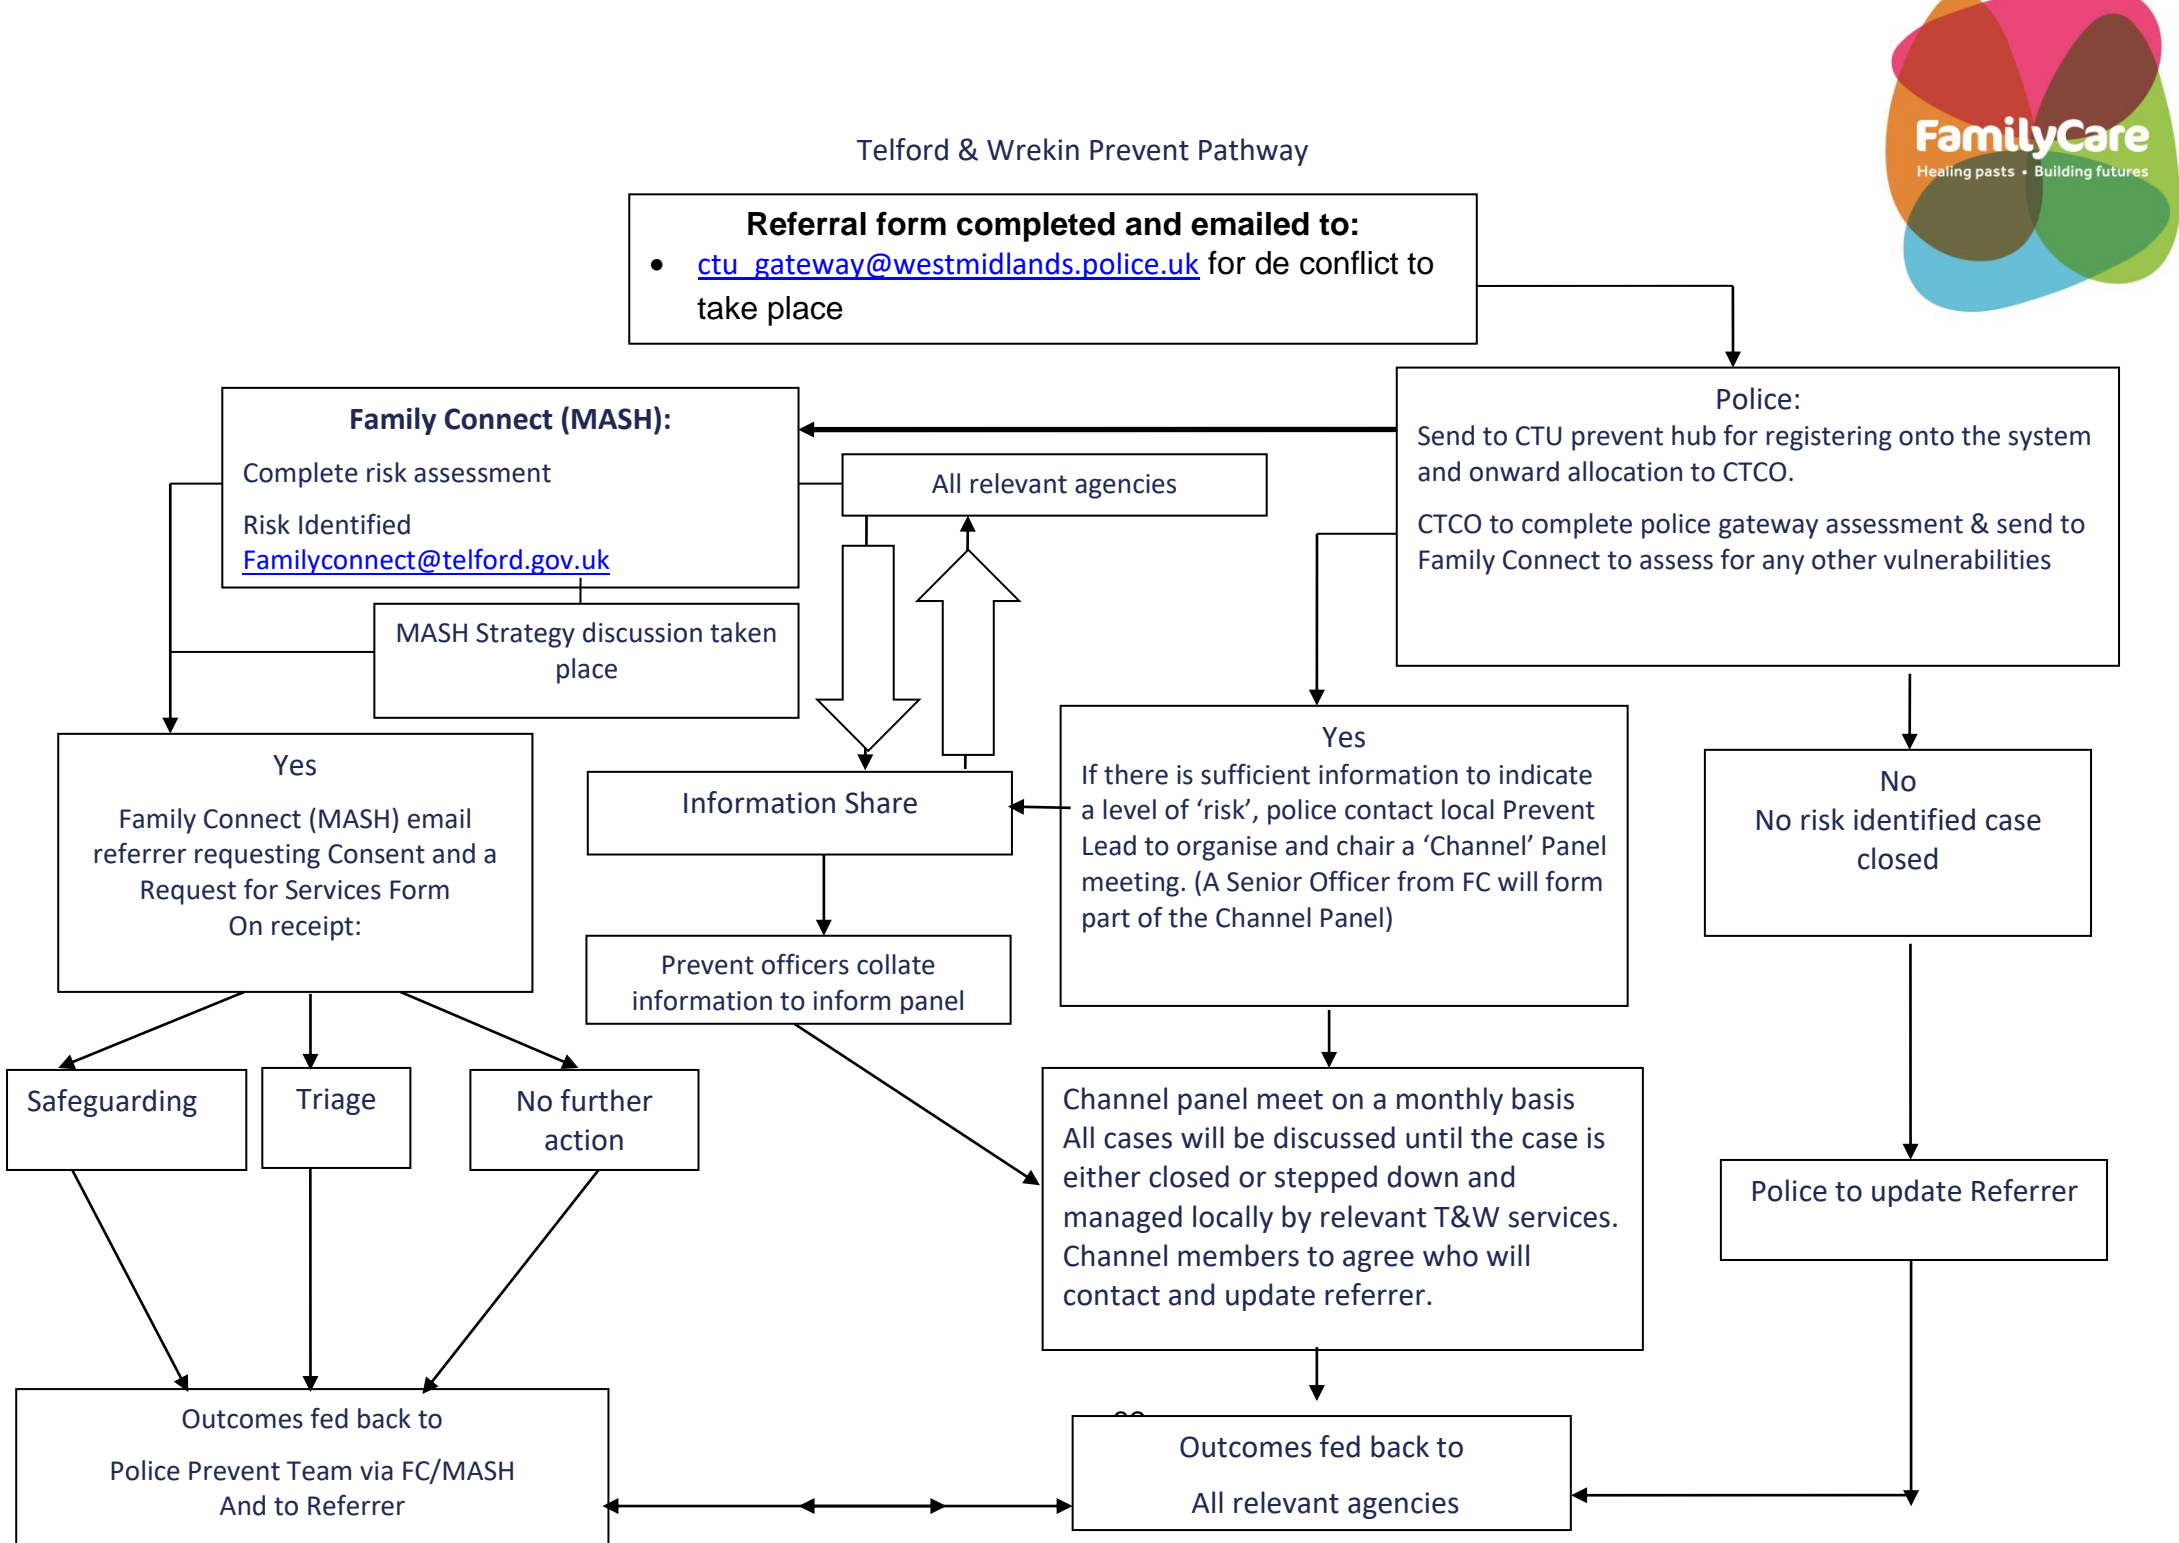 FamilyCare
Healing pasts • Building futures
Telford & Wrekin Prevent Pathway
Referral form completed and emailed to:
• ctu_gateway@westmidlands.police.uk for de conflict to
take place
Police:
Send to CTU prevent hub for registering onto the system
and onward allocation to CTCO.
CTCO to complete police gateway assessment & send to
Family Connect to assess for any other vulnerabilities
Family Connect (MASH):
Complete risk assessment
Risk Identified
Familyconnect@telford.gov.uk
All relevant agencies
MASH Strategy discussion taken
place
Yes
Family Connect (MASH) email
referrer requesting Consent and a
Request for Services Form
On receipt:
Information Share
Yes
If there is sufficient information to indicate
a level of ‘risk’, police contact local Prevent
Lead to organise and chair a ‘Channel’ Panel
meeting. (A Senior Officer from FC will form
part of the Channel Panel)
No
No risk identified case
closed
Prevent officers collate
information to inform panel
Safeguarding
Triage
No further
action
Channel panel meet on a monthly basis
All cases will be discussed until the case is
either closed or stepped down and
managed locally by relevant T&W services.
Channel members to agree who will
contact and update referrer.
Police to update Referrer
Outcomes fed back to
Police Prevent Team via FC/MASH
And to Referrer
Outcomes fed back to
All relevant agencies